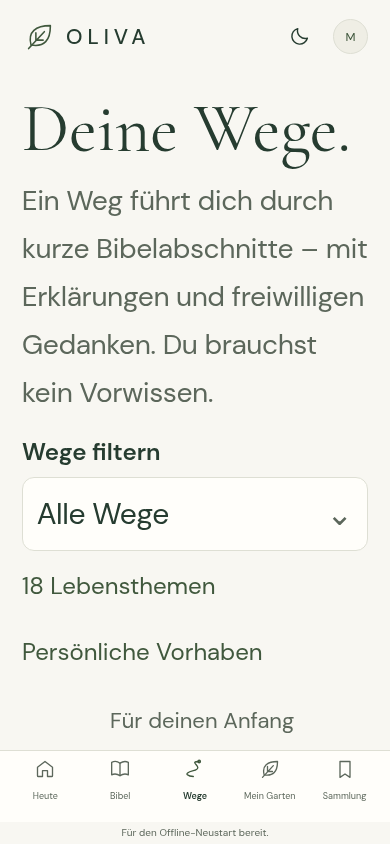 OLIVA
M
Deine Wege.
Ein Weg führt dich durch
kurze Bibelabschnitte – mit
Erklärungen und freiwilligen
Gedanken. Du brauchst
kein Vorwissen.
Wege filtern
Alle Wege
18 Lebensthemen
Persönliche Vorhaben
Für deinen Anfang
Heute Bibel Wege Mein Garten Sammlung
Für den Offline-Neustart bereit.